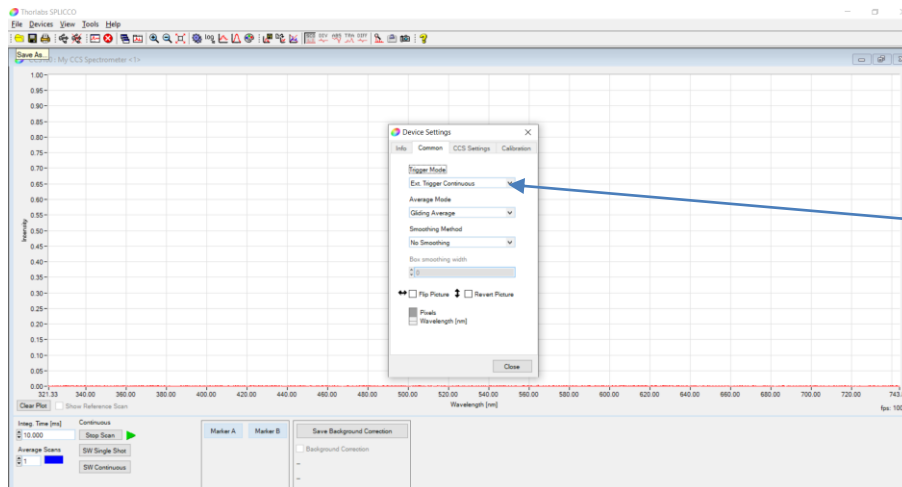 Thorlabs SPLICCO
File Devices View Tools Help
Save As...
My CCS Spectrometer <1>
1.00
0.95
0.90
0.85
0.80
0.75
0.70
0.65
0.60
0.55
0.50
0.45
0.40
0.35
0.30
0.25
0.20
0.15
0.10
0.05
0.00
Intensity
321.33 340.00 360.00 380.00 400.00 420.00 440.00 460.00 480.00 500.00 520.00 540.00 560.00 580.00 600.00 620.00 640.00 660.00 680.00 700.00 720.00 743.
Wavelength [nm]
Device Settings
Info Common CCS Settings Calibration
Trigger Mode
Ext. Trigger Continuous
Average Mode
Gliding Average
Smoothing Method
No Smoothing
Box smoothing width
0
Flip Picture Revert Picture
Pixels
Wavelength [nm]
Close
Clear Plot Show Reference Scan
fps: 100
Integ. Time [ms] Continuous
10.000 Stop Scan
Average Scans SW Single Shot
1
SW Continuous
Marker A Marker B
Save Background Correction
Background Correction
--
--